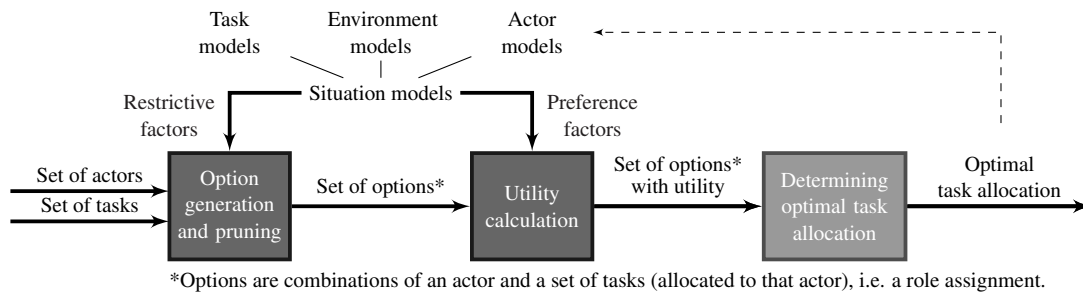 Task
models
Environment
models
Actor
models
Situation models
Restrictive
factors
Preference
factors
Set of actors
Set of tasks
Option
generation
and pruning
Set of options*
Utility
calculation
Set of options*
with utility
Determining
optimal task
allocation
Optimal
task allocation
*Options are combinations of an actor and a set of tasks (allocated to that actor), i.e. a role assignment.